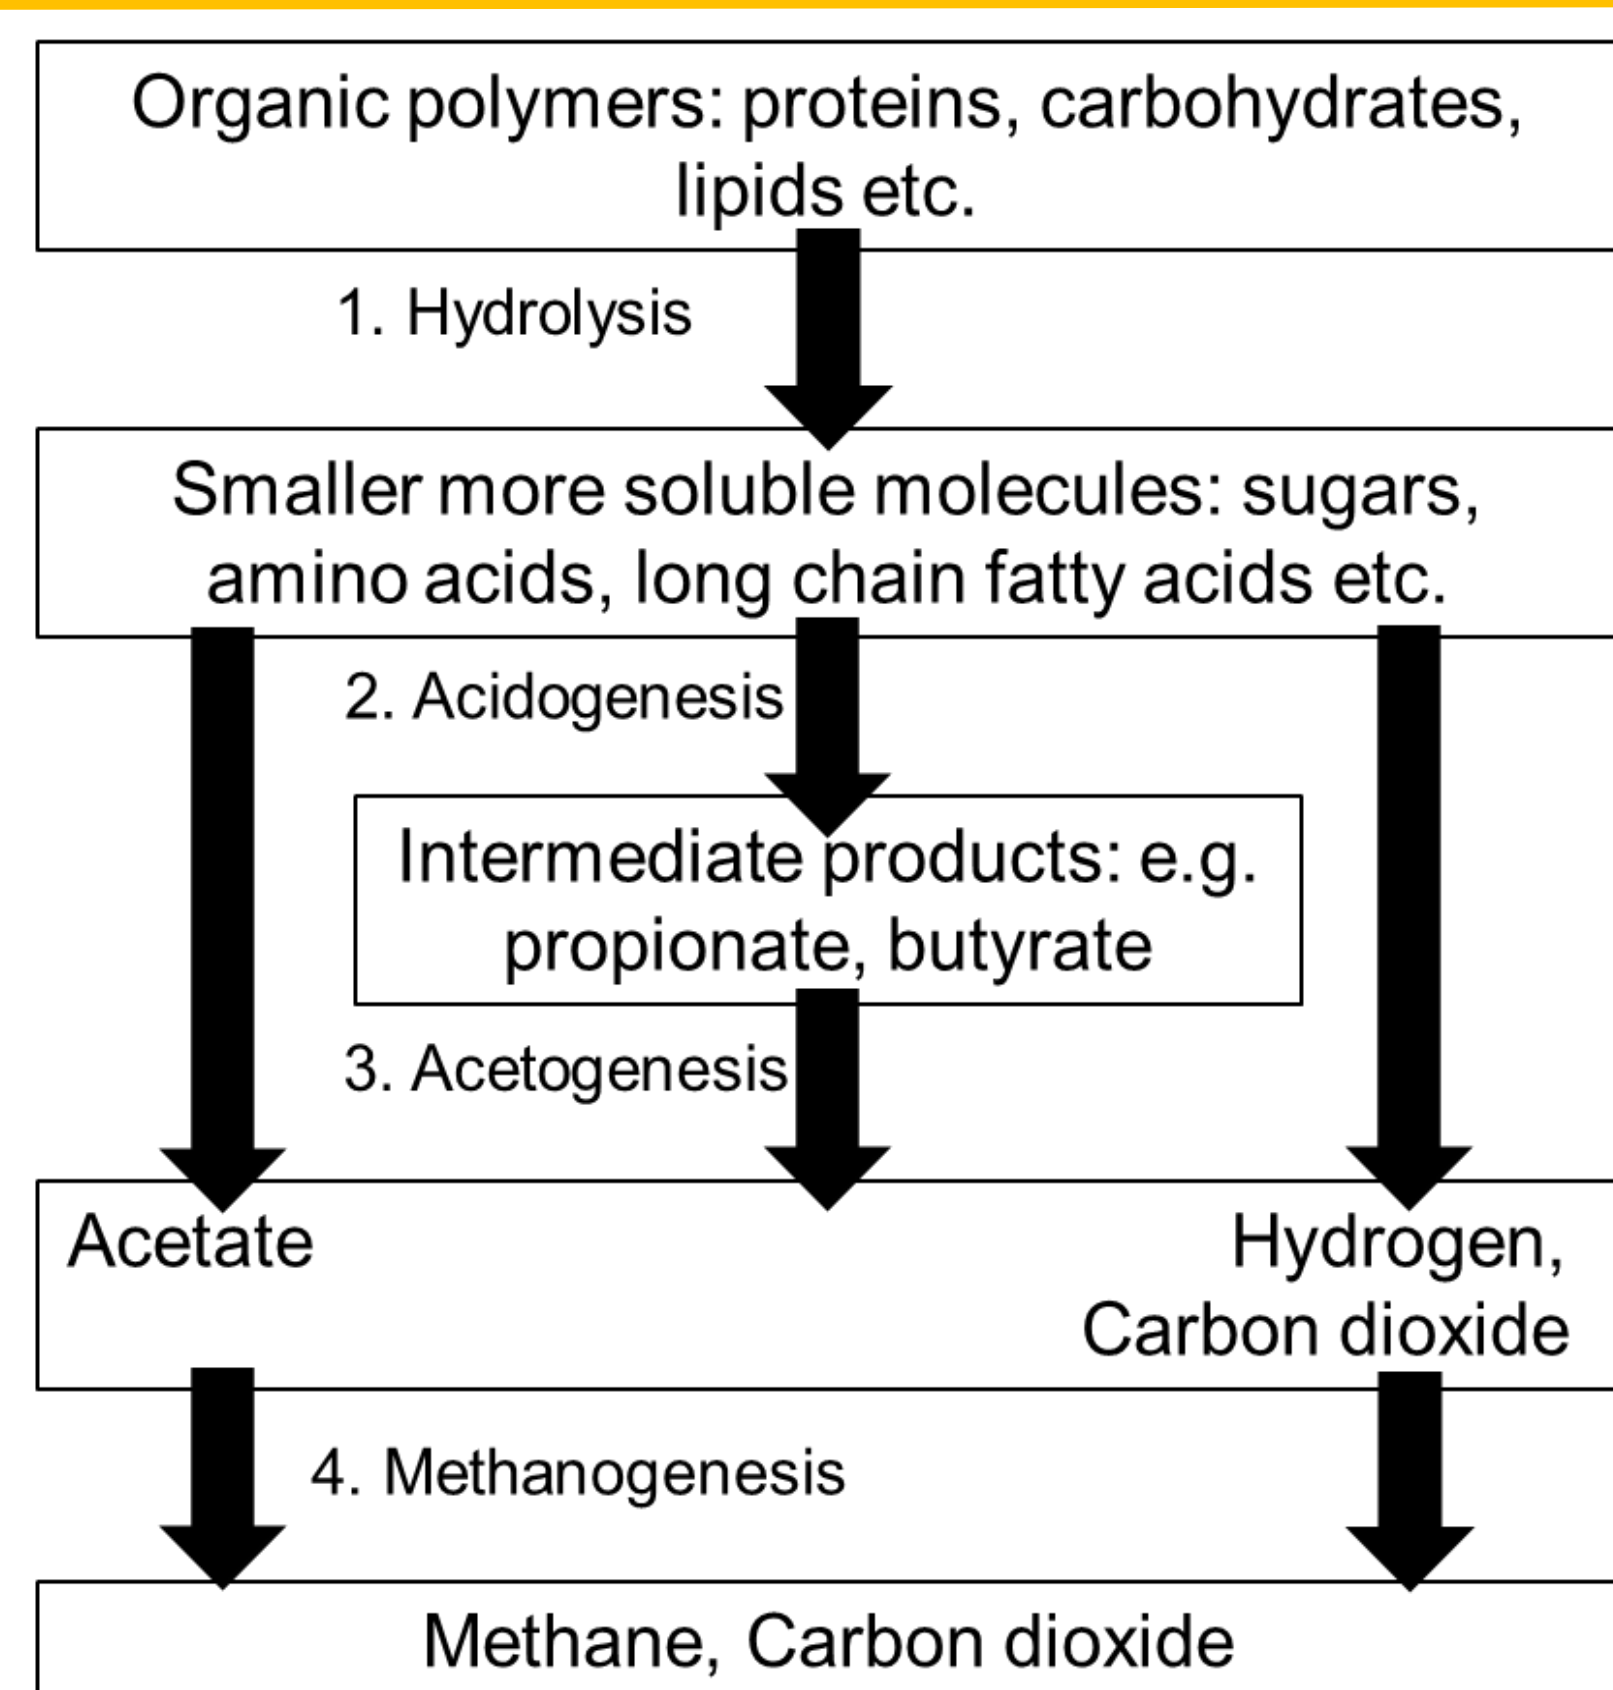 Organic polymers: proteins, carbohydrates,
lipids etc.
1. Hydrolysis
Smaller more soluble molecules: sugars,
amino acids, long chain fatty acids etc.
2. Acidogenesis
Intermediate products: e.g.
propionate, butyrate
3. Acetogenesis
Acetate
Hydrogen,
Carbon dioxide
4. Methanogenesis
Methane, Carbon dioxide